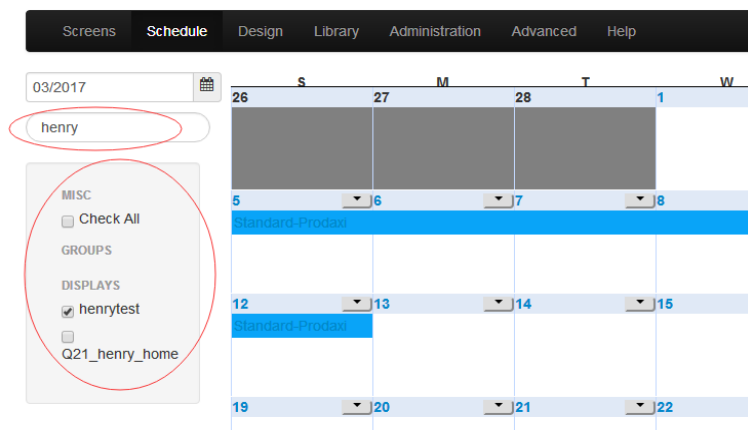 Screens Schedule Design Library Administration Advanced Help
03/2017
henry
MISC
Check All
GROUPS
DISPLAYS
henrytest
Q21_henry_home
S M T W
26 27 28 1
5 6 7 8
Standard-Prodaxi
12 13 14 15
Standard-Prodaxi
19 20 21 22